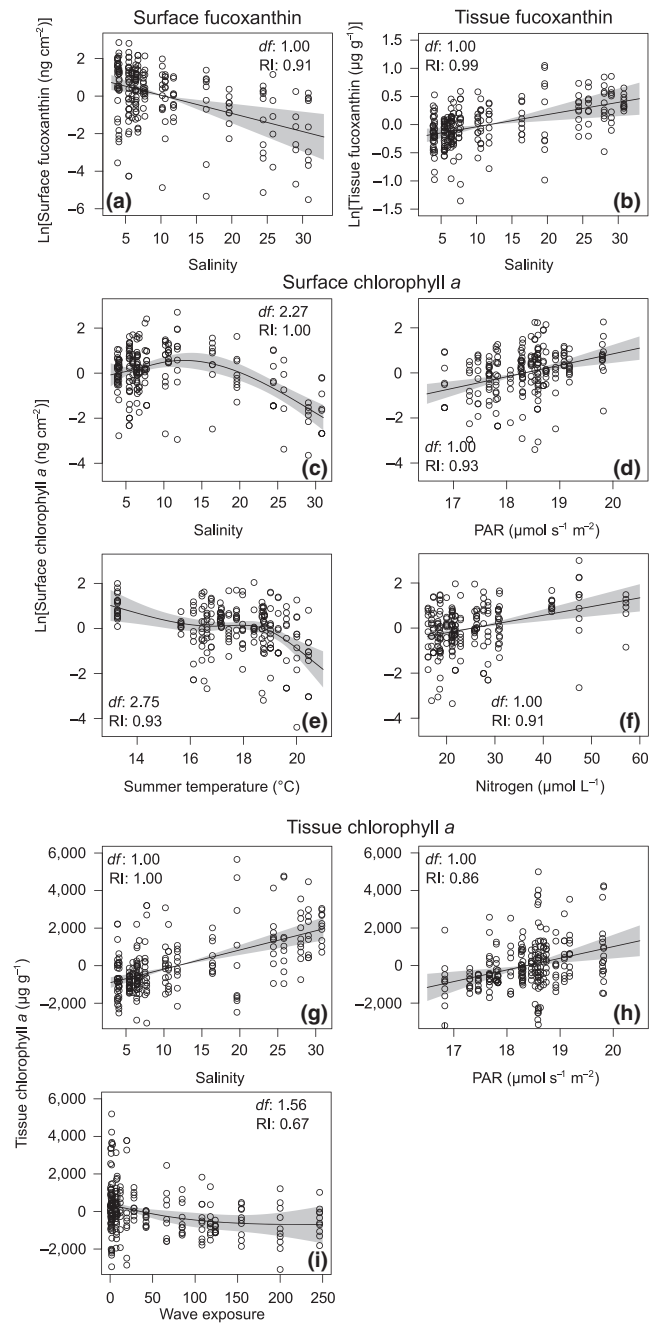 Surface fucoxanthin
Tissue fucoxanthin
Ln[Surface fucoxanthin (ng cm⁻²)]
2
0
−2
−4
−6
df: 1.00
RI: 0.91
(a)
5 10 15 20 25 30
Salinity
Ln[Tissue fucoxanthin (µg g⁻¹)]
1.5
1.0
0.5
0.0
−0.5
−1.0
−1.5
df: 1.00
RI: 0.99
(b)
5 10 15 20 25 30
Salinity
Surface chlorophyll a
Ln[Surface chlorophyll a (ng cm⁻²)]
2
0
−2
−4
df: 2.27
RI: 1.00
(c)
5 10 15 20 25 30
Salinity
2
0
−2
−4
df: 1.00
RI: 0.93
(d)
17 18 19 20
PAR (µmol s⁻¹ m⁻²)
2
0
−2
−4
df: 2.75
RI: 0.93
(e)
14 16 18 20
Summer temperature (°C)
2
0
−2
−4
df: 1.00
RI: 0.91
(f)
20 30 40 50 60
Nitrogen (µmol L⁻¹)
Tissue chlorophyll a
Tissue chlorophyll a (µg g⁻¹)
6,000
4,000
2,000
0
−2,000
df: 1.00
RI: 1.00
(g)
5 10 15 20 25 30
Salinity
6,000
4,000
2,000
0
−2,000
df: 1.00
RI: 0.86
(h)
17 18 19 20
PAR (µmol s⁻¹ m⁻²)
6,000
4,000
2,000
0
−2,000
df: 1.56
RI: 0.67
(i)
0 50 100 150 200 250
Wave exposure